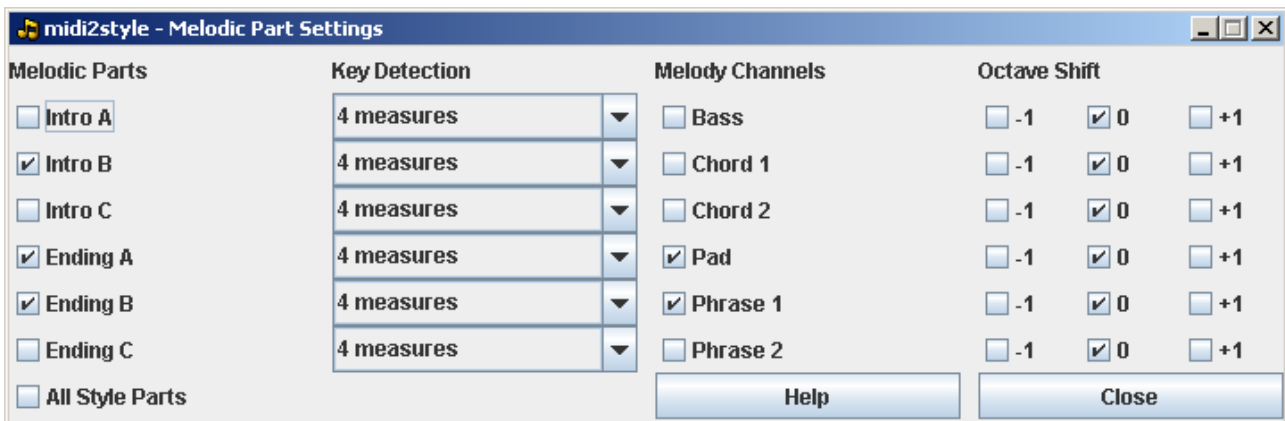 midi2style - Melodic Part Settings
Melodic Parts Key Detection Melody Channels Octave Shift
Intro A 4 measures Bass -1 0 +1
Intro B 4 measures Chord 1 -1 0 +1
Intro C 4 measures Chord 2 -1 0 +1
Ending A 4 measures Pad -1 0 +1
Ending B 4 measures Phrase 1 -1 0 +1
Ending C 4 measures Phrase 2 -1 0 +1
All Style Parts Help Close